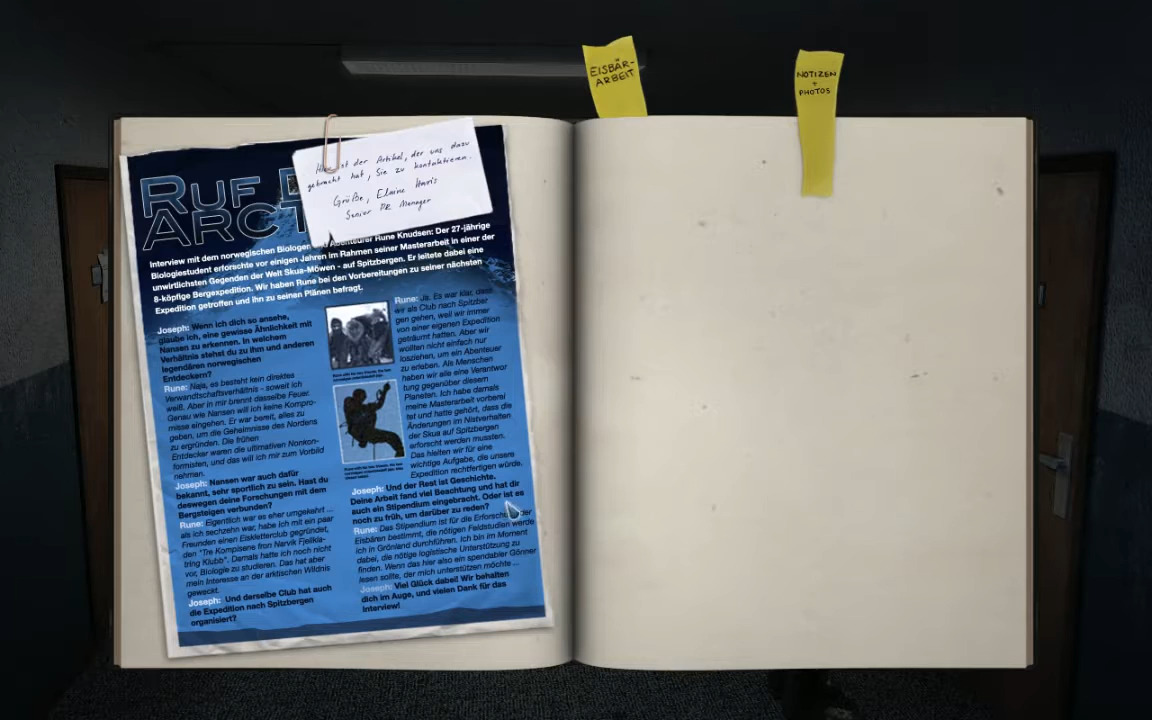 EISBÄR-
ARBEIT
NOTIZEN
+
PHOTOS
Hier ist der Artikel, der uns dazu
gebracht hat, Sie zu kontaktieren.
Grüße, Elaine Harris
Senior PR Manager
RUF
ARCT
Interview mit dem norwegischen Biologen Abenteurer Rune Knudsen: Der 27-jährige
Biologiestudent erforschte vor einigen Jahren im Rahmen seiner Masterarbeit in einer der
unwirtlichsten Gegenden der Welt Skua-Möwen - auf Spitzbergen. Er leitete dabei eine
8-köpfige Bergexpedition. Wir haben Rune bei den Vorbereitungen zu seiner nächsten
Expedition getroffen und ihn zu seinen Plänen befragt.
Joseph: Wenn ich dich so ansehe,
glaube ich, eine gewisse Ähnlichkeit mit
Nansen zu erkennen. In welchem
Verhältnis stehst du zu ihm und anderen
legendären norwegischen
Entdeckern?
Rune: Naja, es besteht kein direktes
Verwandtschaftsverhältnis - soweit ich
weiß. Aber in mir brennt dasselbe Feuer.
Genau wie Nansen will ich keine Kompro-
misse eingehen. Er war bereit, alles zu
geben, um die Geheimnisse des Nordens
zu ergründen. Die frühen
Entdecker waren die ultimativen Nonkon-
formisten, und das will ich mir zum Vorbild
nehmen.
Joseph: Nansen war auch dafür
bekannt, sehr sportlich zu sein. Hast du
deswegen deine Forschungen mit dem
Bergsteigen verbunden?
Rune: Eigentlich war es eher umgekehrt ...
als ich sechzehn war, habe ich mit ein paar
Freunden einen Eiskletterclub gegründet,
den "Tre Kompisene fron Narvik Fjellkla-
tring Klubb". Damals hatte ich noch nicht
vor, Biologie zu studieren. Das hat aber
mein Interesse an der arktischen Wildnis
geweckt.
Joseph: Und derselbe Club hat auch
die Expedition nach Spitzbergen
organisiert?
Rune: Ja. Es war klar, dass
wir als Club nach Spitzber
gen gehen, weil wir immer
von einer eigenen Expedition
geträumt hatten. Aber wir
wollten nicht einfach nur
losziehen, um ein Abenteuer
zu erleben. Als Menschen
haben wir alle eine Verantwor
tung gegenüber diesem
Planeten. Ich habe damals
meine Masterarbeit vorberei
tet und hatte gehört, dass die
Änderungen im Nistverhalten
der Skua auf Spitzbergen
erforscht werden mussten.
Das hielten wir für eine
wichtige Aufgabe, die unsere
Expedition rechtfertigen würde.
Joseph: Und der Rest ist Geschichte.
Deine Arbeit fand viel Beachtung und hat dir
auch ein Stipendium eingebracht. Oder ist es
noch zu früh, um darüber zu reden?
Rune: Das Stipendium ist für die Erforschung der
Eisbären bestimmt, die nötigen Feldstudien werde
ich in Grönland durchführen. Ich bin im Moment
dabei, die nötige logistische Unterstützung zu
finden. Wenn das hier also ein spendabler Gönner
lesen sollte, der mich unterstützen möchte ...
Joseph: Viel Glück dabei! Wir behalten
dich im Auge, und vielen Dank für das
Interview!